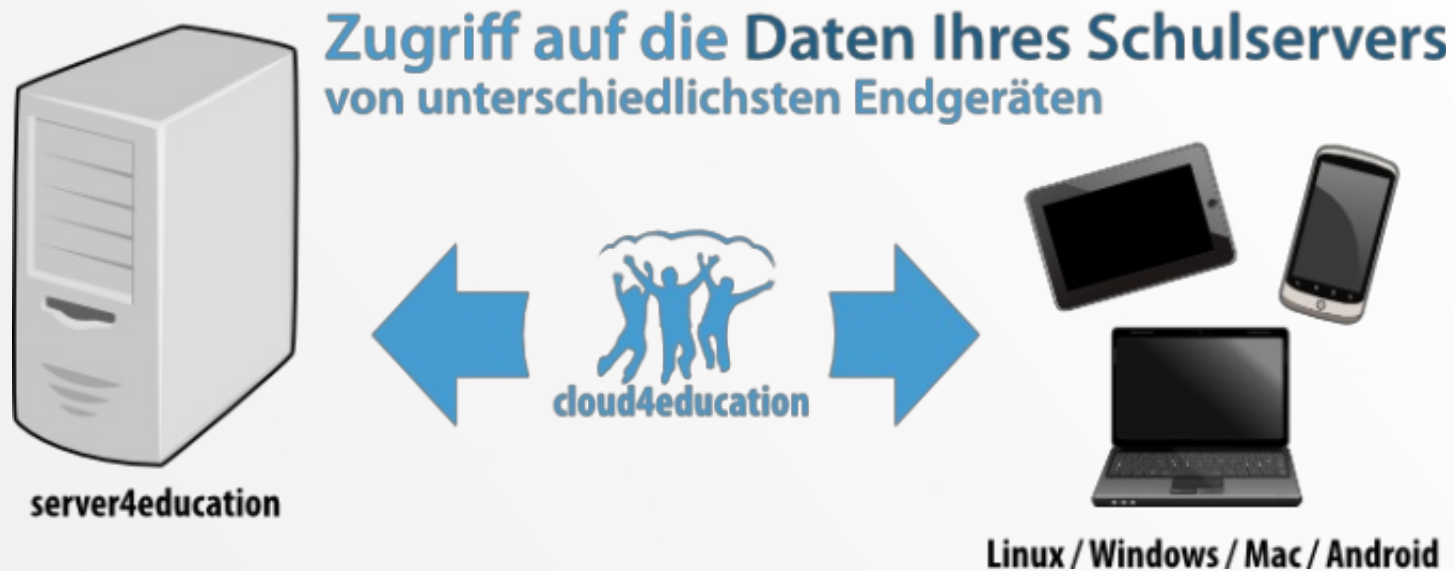 Zugriff auf die Daten Ihres Schulservers
von unterschiedlichsten Endgeräten
cloud4education
server4education
Linux / Windows / Mac / Android